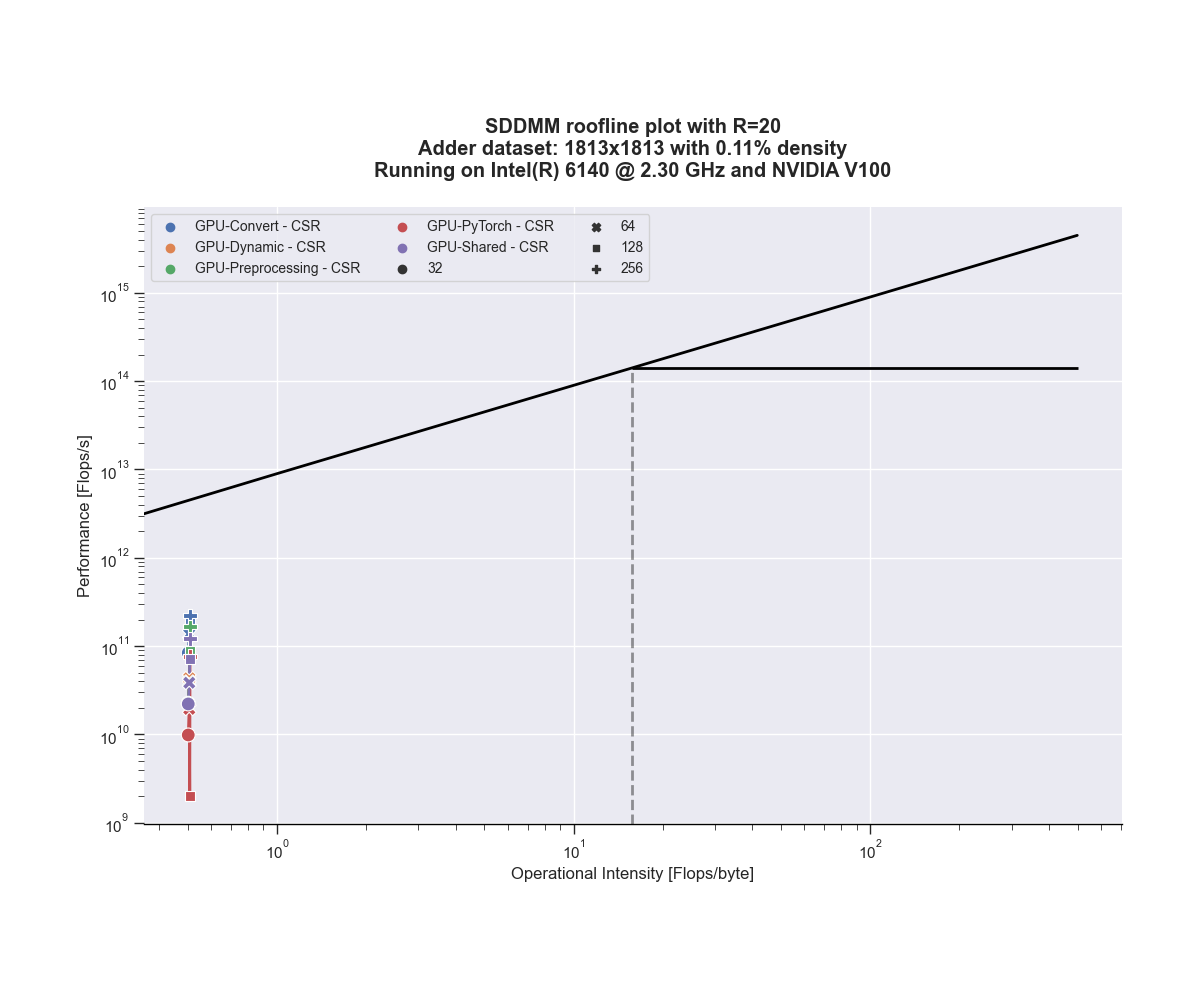 SDDMM roofline plot with R=20
Adder dataset: 1813x1813 with 0.11% density
Running on Intel(R) 6140 @ 2.30 GHz and NVIDIA V100
GPU-Convert - CSR
GPU-Dynamic - CSR
GPU-Preprocessing - CSR
GPU-PyTorch - CSR
GPU-Shared - CSR
32
64
128
256
Performance [Flops/s]
10^15
10^14
10^13
10^12
10^11
10^10
10^9
10^0
10^1
10^2
Operational Intensity [Flops/byte]